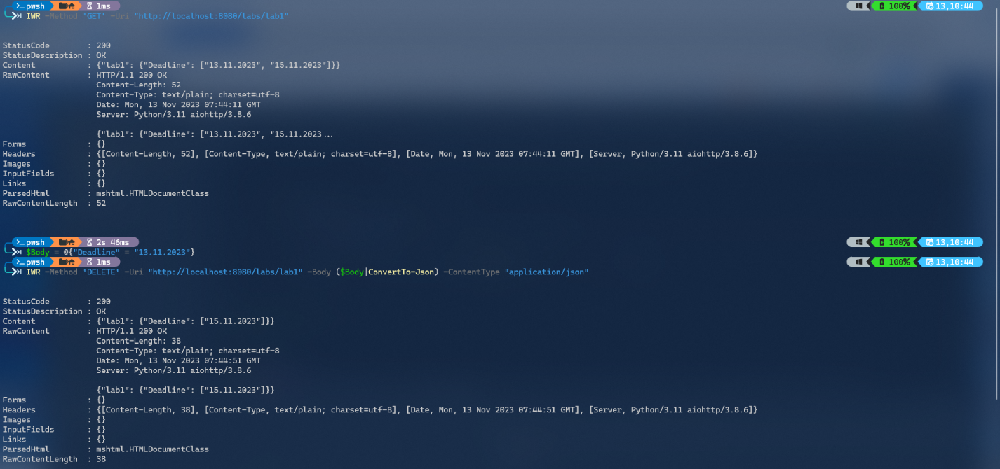 pwsh 1ms 100% 13,10:44
IWR -Method 'GET' -Uri "http://localhost:8080/labs/lab1"
StatusCode : 200
StatusDescription : OK
Content : {"lab1": {"Deadline": ["13.11.2023", "15.11.2023"]}}
RawContent : HTTP/1.1 200 OK
Content-Length: 52
Content-Type: text/plain; charset=utf-8
Date: Mon, 13 Nov 2023 07:44:11 GMT
Server: Python/3.11 aiohttp/3.8.6
{"lab1": {"Deadline": ["13.11.2023", "15.11.2023...
Forms : {}
Headers : {[Content-Length, 52], [Content-Type, text/plain; charset=utf-8], [Date, Mon, 13 Nov 2023 07:44:11 GMT], [Server, Python/3.11 aiohttp/3.8.6]}
Images : {}
InputFields : {}
Links : {}
ParsedHtml : mshtml.HTMLDocumentClass
RawContentLength : 52
pwsh 2s 46ms 100% 13,10:44
$Body = @{"Deadline" = "13.11.2023"}
pwsh 1ms 100% 13,10:44
IWR -Method 'DELETE' -Uri "http://localhost:8080/labs/lab1" -Body ($Body|ConvertTo-Json) -ContentType "application/json"
StatusCode : 200
StatusDescription : OK
Content : {"lab1": {"Deadline": ["15.11.2023"]}}
RawContent : HTTP/1.1 200 OK
Content-Length: 38
Content-Type: text/plain; charset=utf-8
Date: Mon, 13 Nov 2023 07:44:51 GMT
Server: Python/3.11 aiohttp/3.8.6
{"lab1": {"Deadline": ["15.11.2023"]}}
Forms : {}
Headers : {[Content-Length, 38], [Content-Type, text/plain; charset=utf-8], [Date, Mon, 13 Nov 2023 07:44:51 GMT], [Server, Python/3.11 aiohttp/3.8.6]}
Images : {}
InputFields : {}
Links : {}
ParsedHtml : mshtml.HTMLDocumentClass
RawContentLength : 38